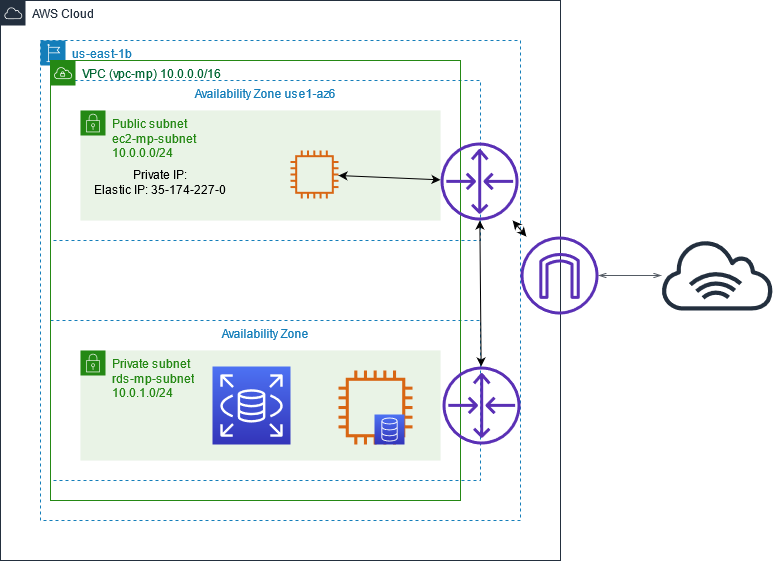 AWS Cloud
us-east-1b
VPC (vpc-mp) 10.0.0.0/16
Availability Zone use1-az6
Public subnet
ec2-mp-subnet
10.0.0.0/24
Private IP:
Elastic IP: 35-174-227-0
Availability Zone
Private subnet
rds-mp-subnet
10.0.1.0/24